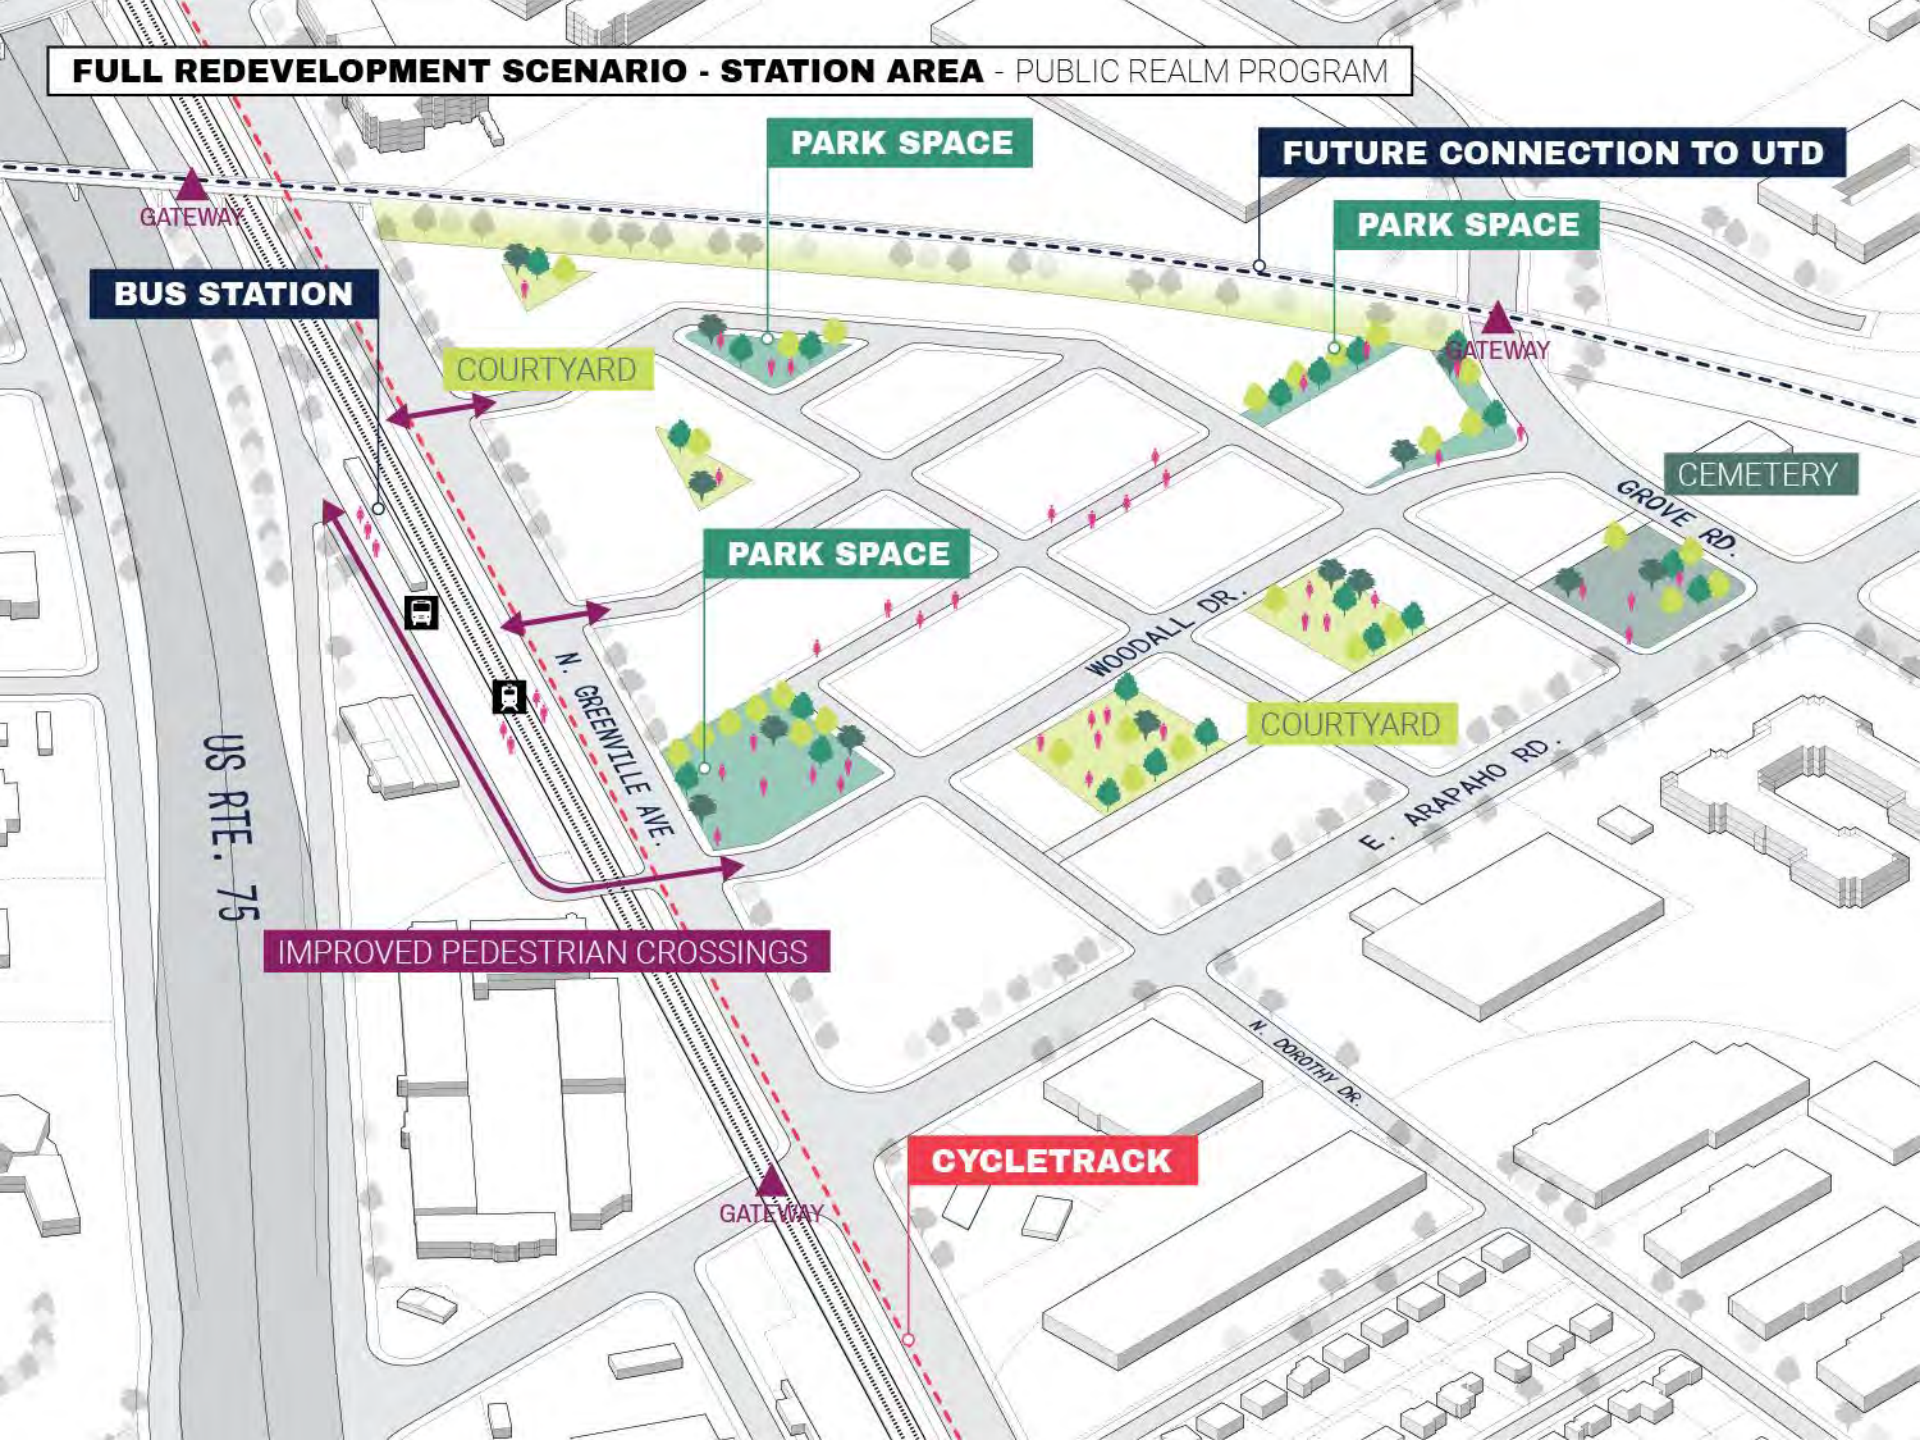 FULL REDEVELOPMENT SCENARIO - STATION AREA - PUBLIC REALM PROGRAM
PARK SPACE
FUTURE CONNECTION TO UTD
PARK SPACE
GATEWAY
BUS STATION
GATEWAY
COURTYARD
CEMETERY
GROVE RD.
PARK SPACE
WOODALL DR.
N. GREENVILLE AVE.
COURTYARD
US RTE. 75
E. ARAPAHO RD.
IMPROVED PEDESTRIAN CROSSINGS
N. DOROTHY DR.
CYCLETRACK
GATEWAY